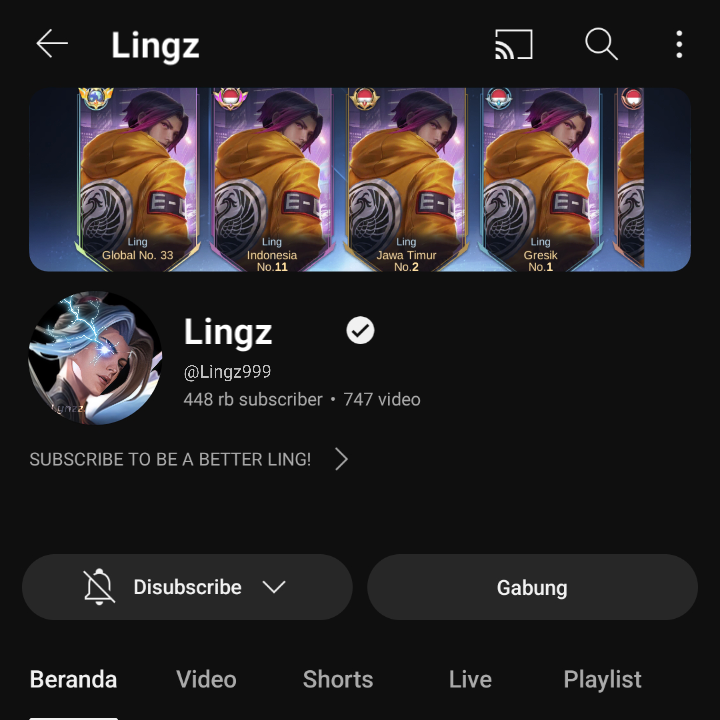 Lingz
Ling
Global No. 33
Ling
Indonesia
No.11
Ling
Jawa Timur
No.2
Ling
Gresik
No.1
Lingz
@Lingz999
448 rb subscriber • 747 video
SUBSCRIBE TO BE A BETTER LING!
Disubscribe
Gabung
Beranda Video Shorts Live Playlist